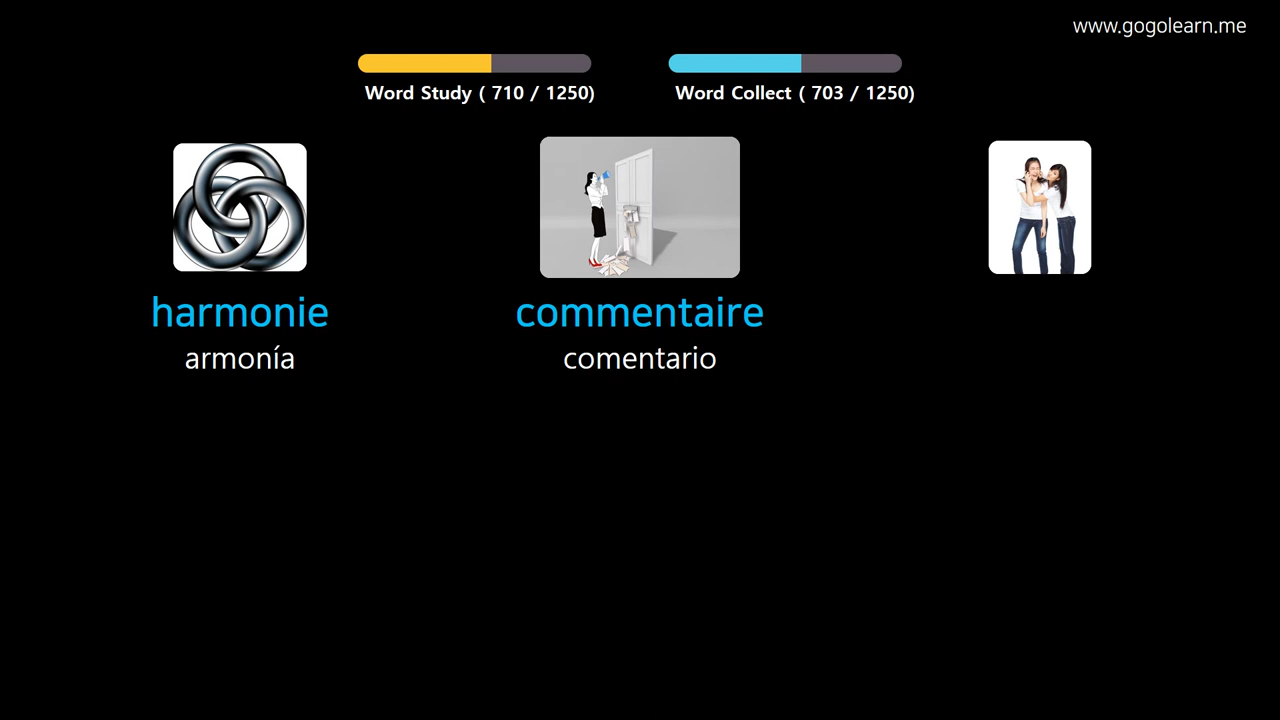 www.gogolearn.me
Word Study ( 710 / 1250)
Word Collect ( 703 / 1250)
harmonie
armonía
commentaire
comentario